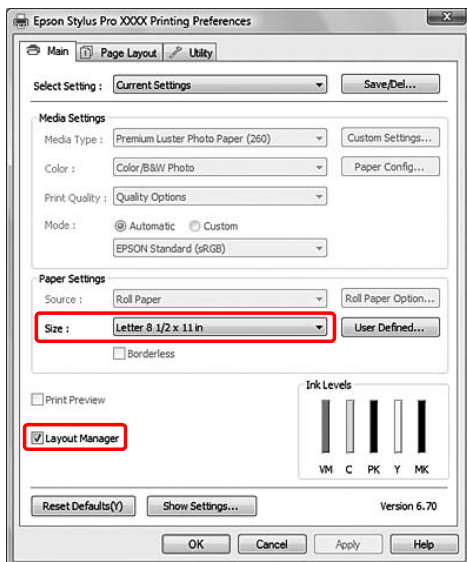 Epson Stylus Pro XXXX Printing Preferences
X
Main Page Layout Utility
Select Setting : Current Settings Save/Del...
Media Settings
Media Type : Premium Luster Photo Paper (260) Custom Settings...
Color : Color/B&W Photo Paper Config...
Print Quality : Quality Options
Mode : Automatic Custom
EPSON Standard (sRGB)
Paper Settings
Source : Roll Paper Roll Paper Option...
Size : Letter 8 1/2 x 11 in User Defined...
Borderless
Print Preview
Layout Manager
Ink Levels
VM C PK Y MK
Reset Defaults(Y) Show Settings... Version 6.70
OK Cancel Apply Help